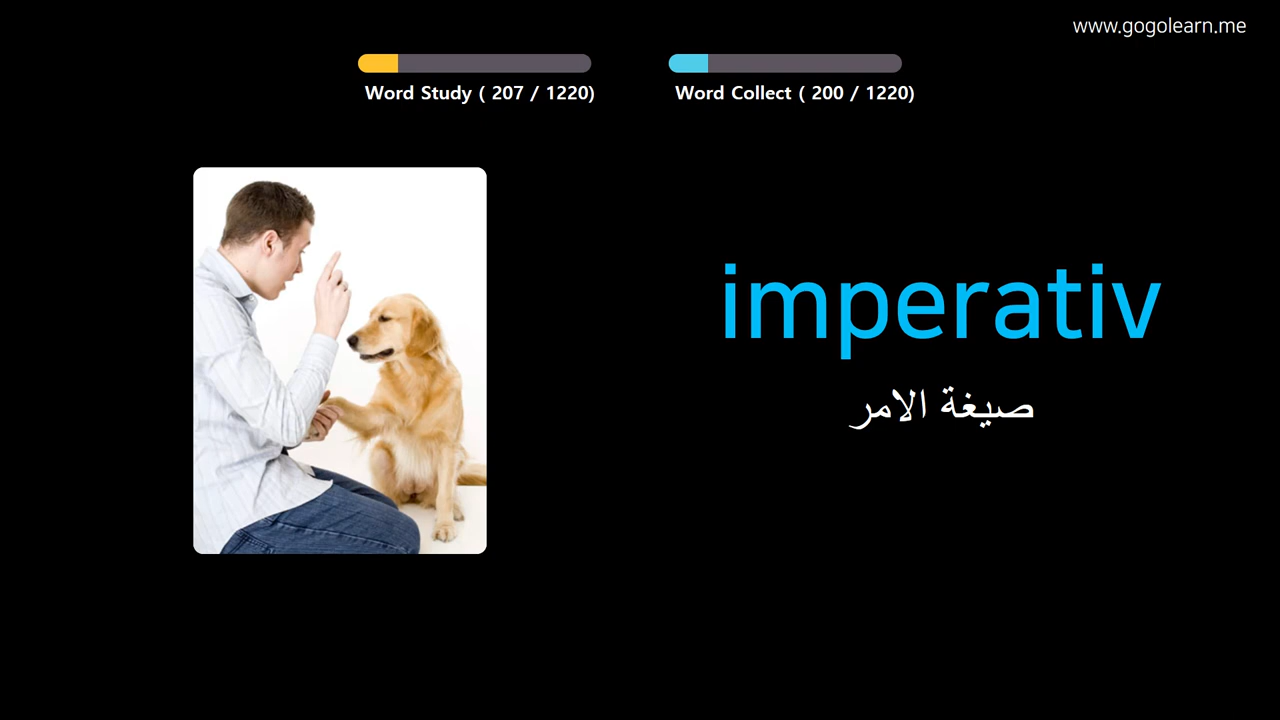 www.gogolearn.me
Word Study ( 207 / 1220)
Word Collect ( 200 / 1220)
imperativ
صيغة الامر